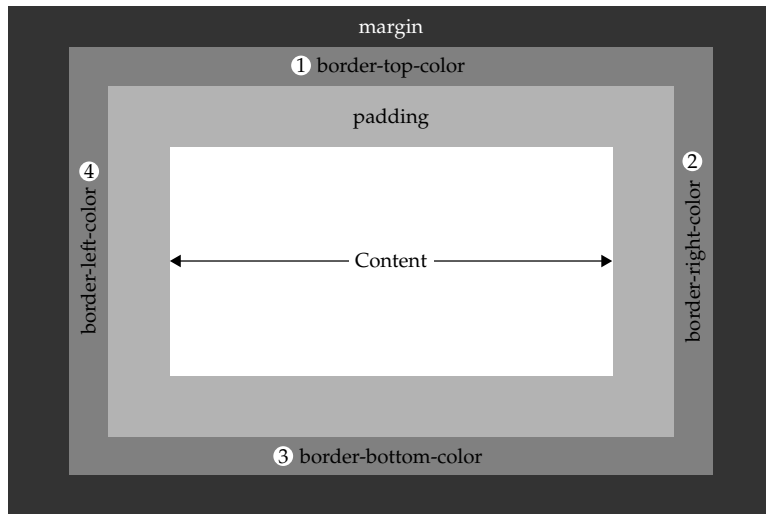 margin
1 border-top-color
padding
2 border-right-color
4 border-left-color
Content
3 border-bottom-color